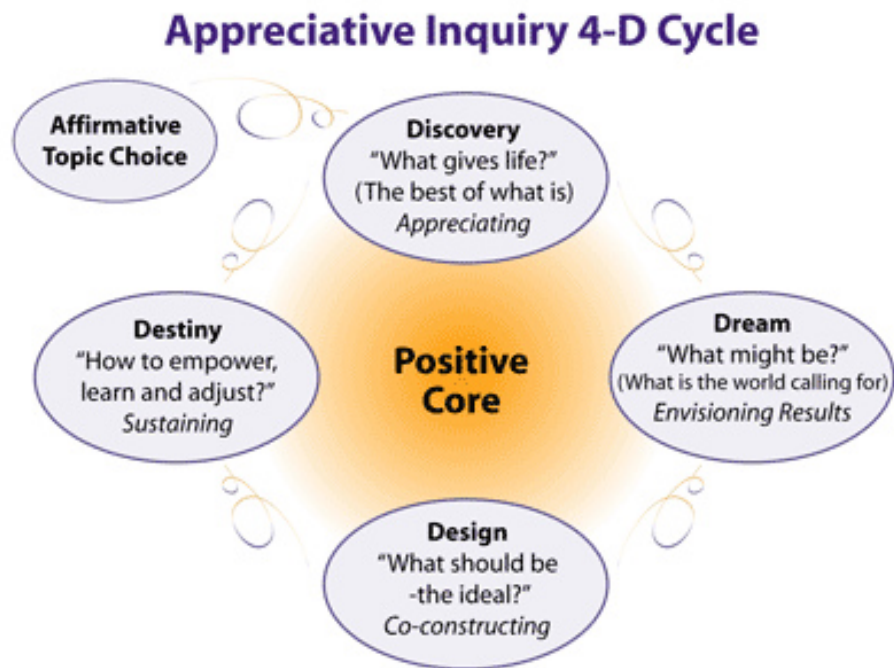 Appreciative Inquiry 4-D Cycle
Affirmative
Topic Choice
Discovery
“What gives life?”
(The best of what is)
Appreciating
Destiny
“How to empower,
learn and adjust?”
Sustaining
Positive
Core
Dream
“What might be?”
(What is the world calling for)
Envisioning Results
Design
“What should be
-the ideal?”
Co-constructing